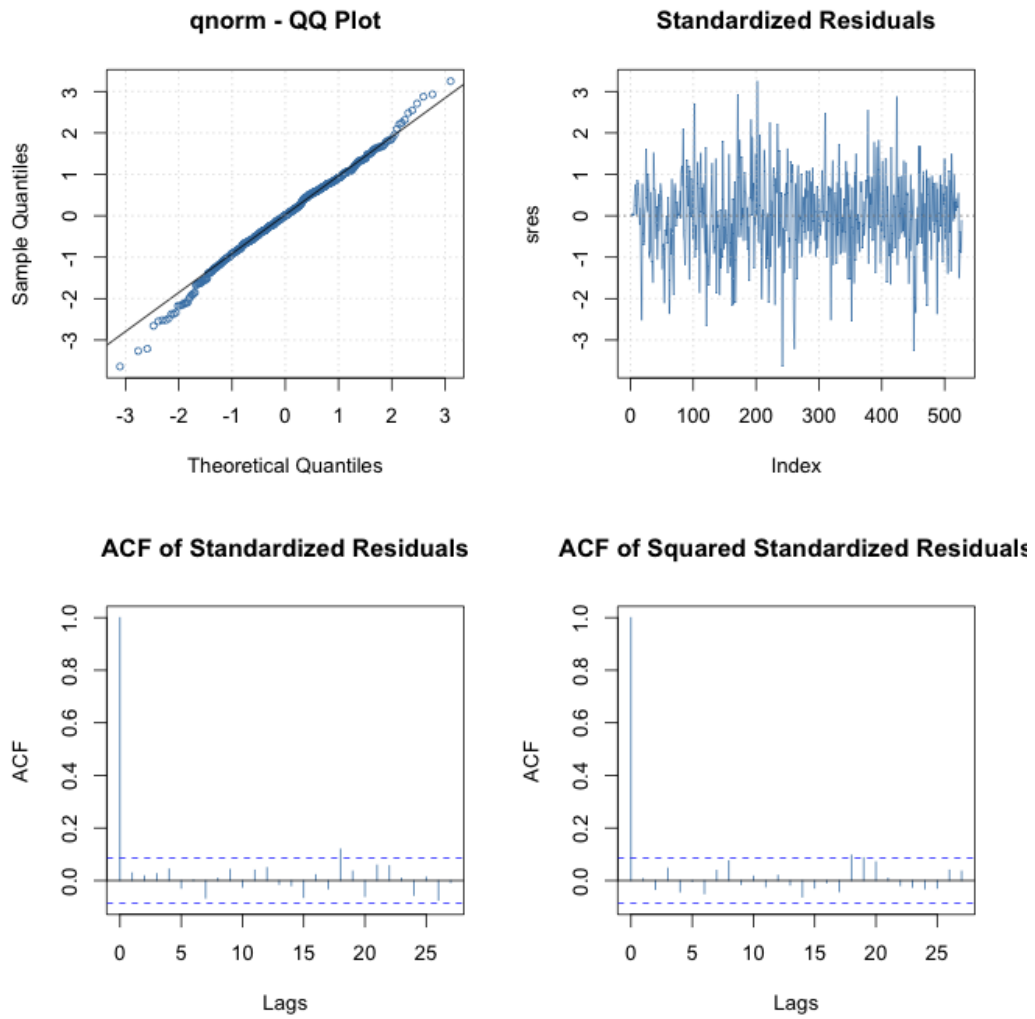 qnorm - QQ Plot
Sample Quantiles
3
2
1
0
-1
-2
-3
-3 -2 -1 0 1 2 3
Theoretical Quantiles
Standardized Residuals
sres
3
2
1
0
-1
-2
-3
0 100 200 300 400 500
Index
ACF of Standardized Residuals
ACF
1.0
0.8
0.6
0.4
0.2
0.0
0 5 10 15 20 25
Lags
ACF of Squared Standardized Residuals
ACF
1.0
0.8
0.6
0.4
0.2
0.0
0 5 10 15 20 25
Lags